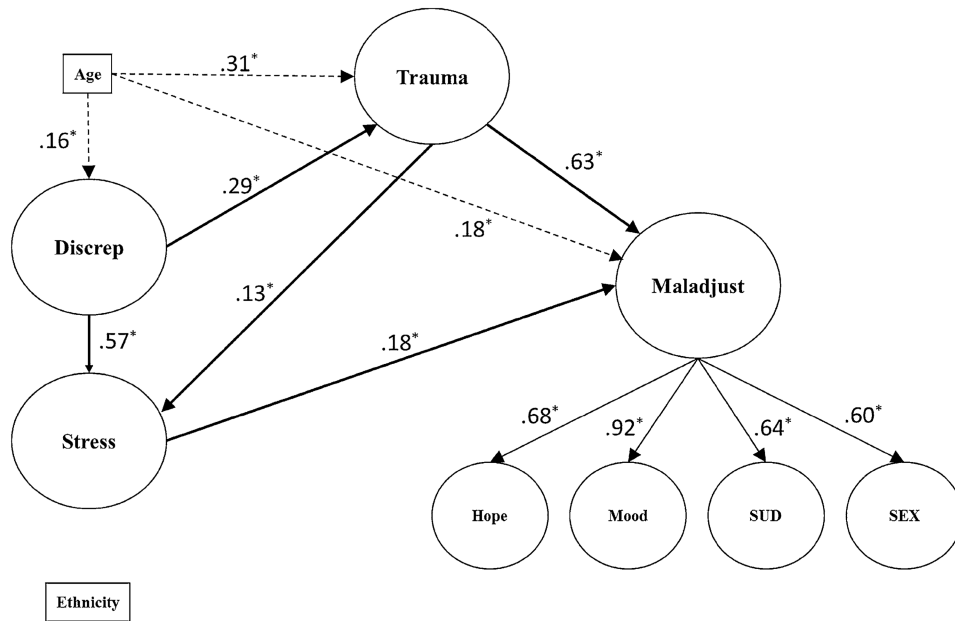 Age
.31*
Trauma
.16*
.29*
.63*
Discrep
.18*
Maladjust
.13*
.57*
.18*
Stress
.68*
.92*
.64*
.60*
Hope
Mood
SUD
SEX
Ethnicity